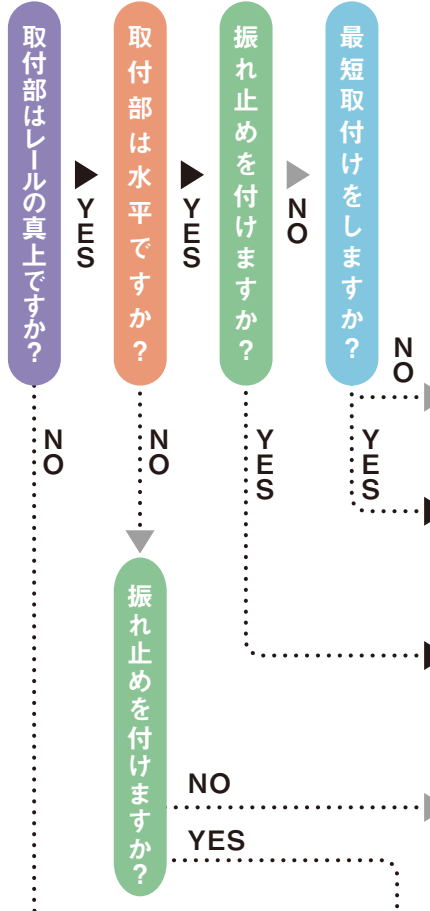 取付部はレールの真上ですか？
YES
取付部は水平ですか？
YES
振れ止めを付けますか？
NO
最短取付けをしますか？
NO
YES
YES
NO
NO
振れ止めを付けますか？
NO
YES